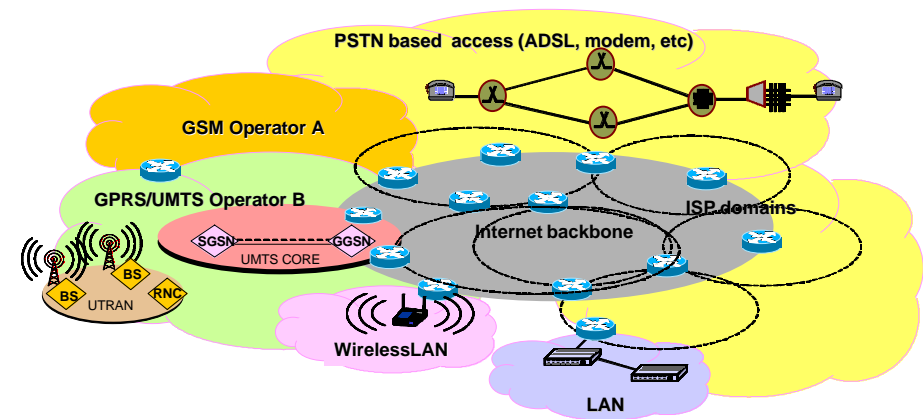 PSTN based access (ADSL, modem, etc)
GSM Operator A
GPRS/UMTS Operator B
ISP domains
SGSN
GGSN
Internet backbone
UMTS CORE
BS
BS
RNC
UTRAN
WirelessLAN
LAN